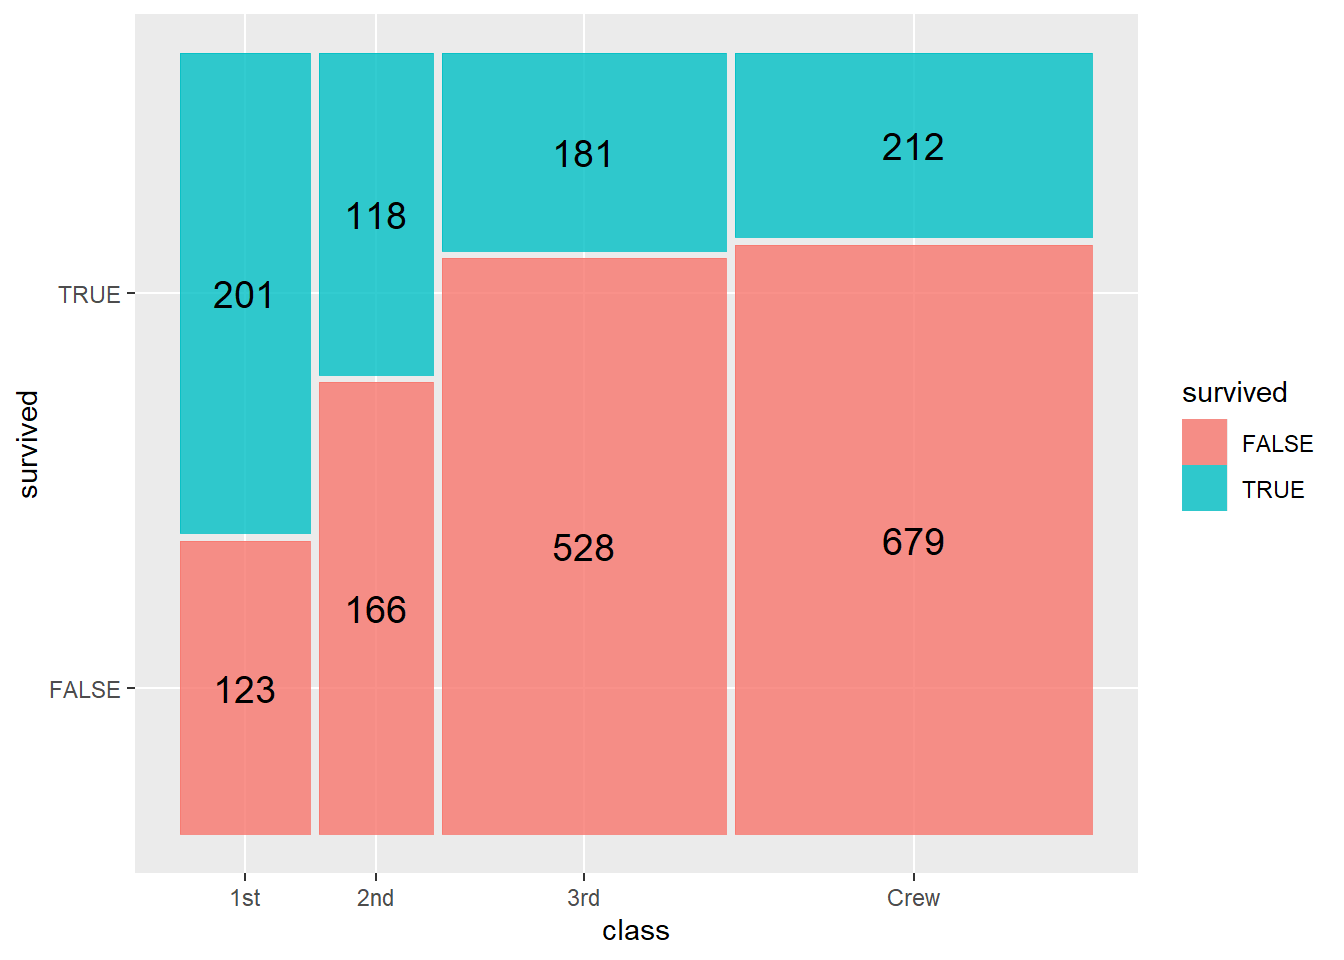 212
181
118
201
TRUE
survived
survived
FALSE
TRUE
679
528
166
123
FALSE
1st
2nd
3rd
Crew
class